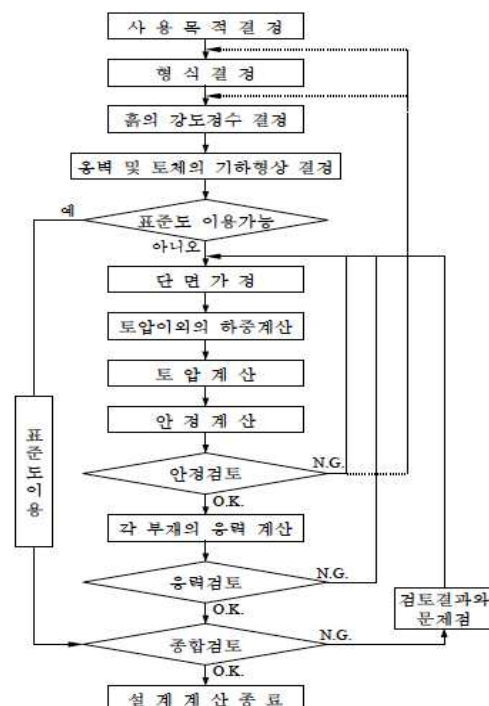 사 용 목 적 결 정
형 식 결 정
흙의 강도정수 결정
옹벽 및 토체의 기하형상 결정
예
표준도 이용가능
아니오
단 면 가 정
토압이외의 하중계산
토 압 계 산
안 정 계 산
표준도이용
안정검토
N.G.
O.K.
각 부재의 응력 계산
응력검토
N.G.
O.K.
검토결과와
문제점
종합검토
N.G.
O.K.
설 계 계 산 종 료